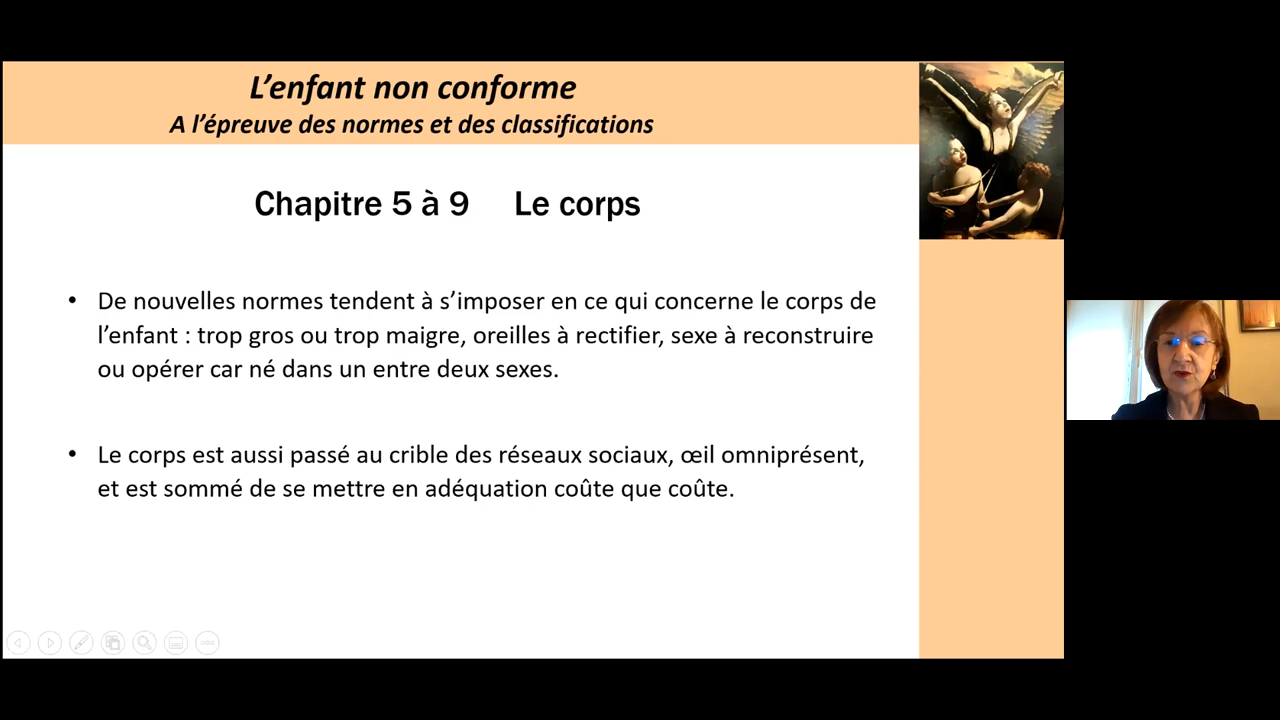 L’enfant non conforme
A l’épreuve des normes et des classifications
Chapitre 5 à 9 Le corps
• De nouvelles normes tendent à s’imposer en ce qui concerne le corps de
l’enfant : trop gros ou trop maigre, oreilles à rectifier, sexe à reconstruire
ou opérer car né dans un entre deux sexes.
• Le corps est aussi passé au crible des réseaux sociaux, œil omniprésent,
et est sommé de se mettre en adéquation coûte que coûte.